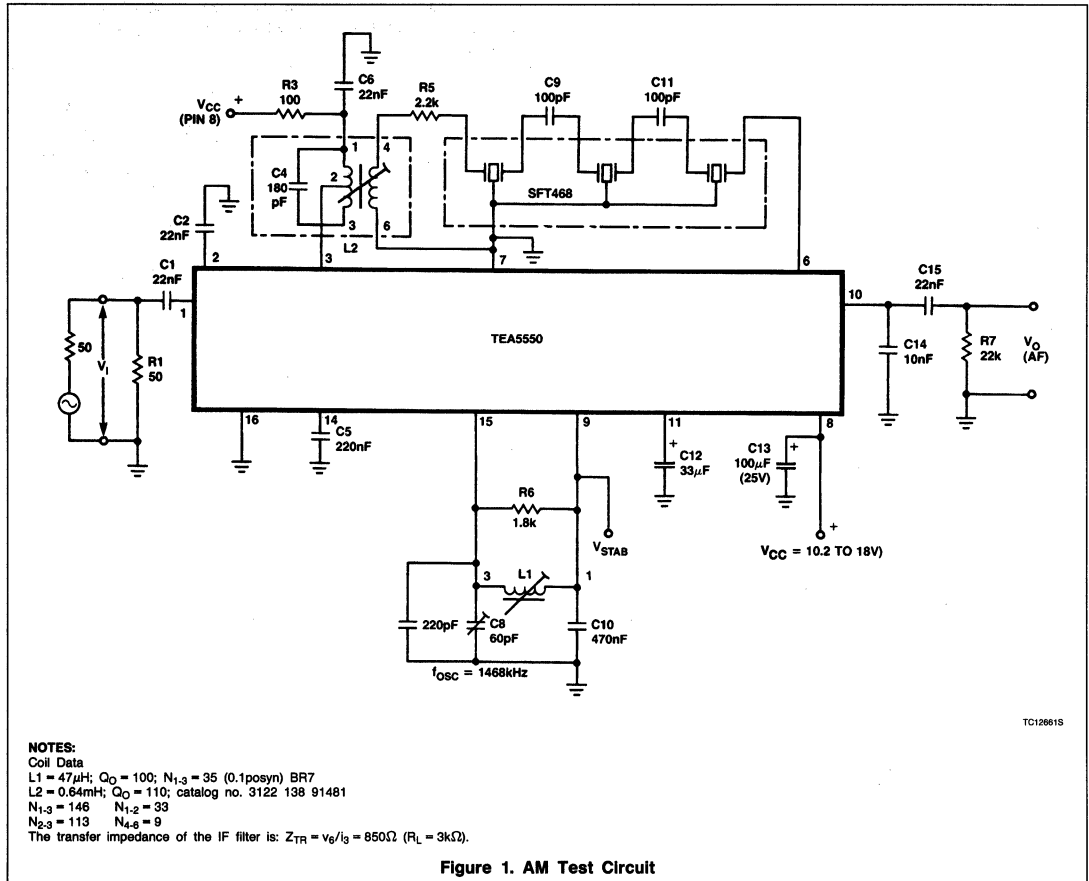 C6
22nF
R3
100
R5
2.2k
C9
100pF
C11
100pF
VCC
(PIN 8)
+
1
4
C4
180
pF
2
3
6
L2
SFT468
C2
22nF
2
3
7
6
C1
22nF
1
10
C15
22nF
TEA5550
50
VI
R1
50
C14
10nF
R7
22k
VO
(AF)
16
14
C5
220nF
15
9
11
+
C12
33μF
8
C13
100μF
(25V)
+
R6
1.8k
VSTAB
+
VCC = 10.2 TO 18V)
3
L1
1
220pF
C8
60pF
C10
470nF
fOSC = 1468kHz
TC12661S
NOTES:
Coil Data
L1 = 47μH; QO = 100; N1-3 = 35 (0.1posyn) BR7
L2 = 0.64mH; QO = 110; catalog no. 3122 138 91481
N1-3 = 146 N1-2 = 33
N2-3 = 113 N4-6 = 9
The transfer impedance of the IF filter is: ZTR = v6/i3 = 850Ω (RL = 3kΩ).
Figure 1. AM Test Circuit